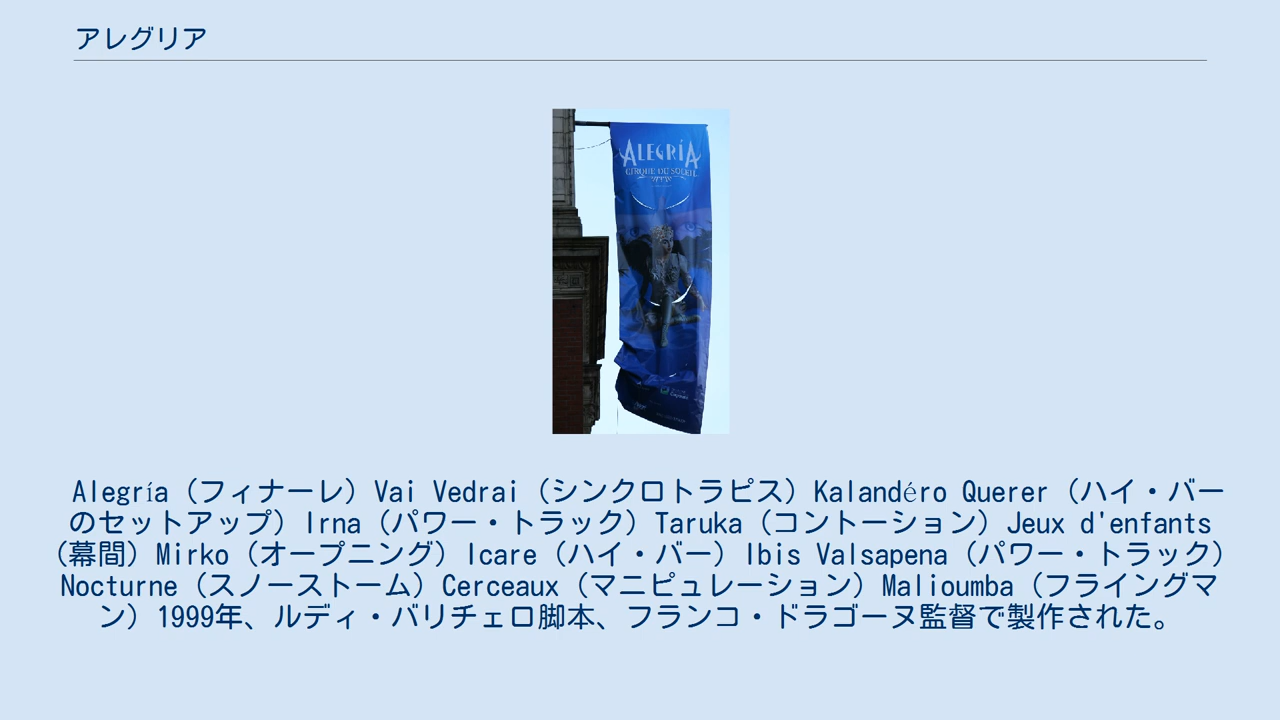 アレグリア
ALEGRÍA
CIRQUE DU SOLEIL
Alegría（フィナーレ）Vai Vedrai（シンクロトラピス）Kalandéro Querer（ハイ・バー
のセットアップ）Irna（パワー・トラック）Taruka（コントーション）Jeux d'enfants
（幕間）Mirko（オープニング）Icare（ハイ・バー）Ibis Valsapena（パワー・トラック）
Nocturne（スノーストーム）Cerceaux（マニピュレーション）Malioumba（フライングマ
ン）1999年、ルディ・バリチェロ脚本、フランコ・ドラゴーヌ監督で製作された。